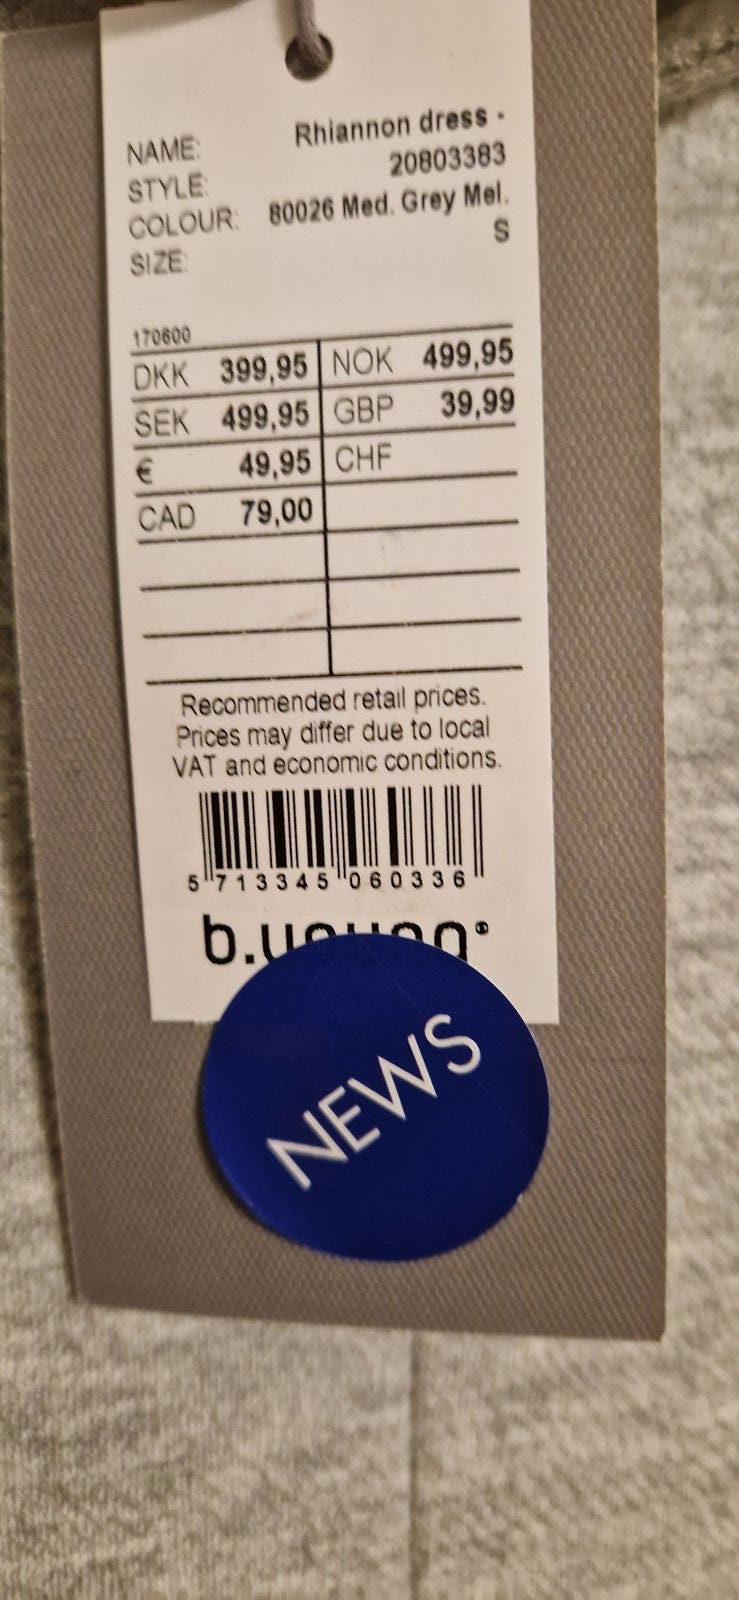 NAME: Rhiannon dress -
STYLE: 20803383
COLOUR: 80026 Med. Grey Mel.
SIZE: S
170600
DKK 399,95 NOK 499,95
SEK 499,95 GBP 39,99
€ 49,95 CHF
CAD 79,00
Recommended retail prices.
Prices may differ due to local
VAT and economic conditions.
5 713345 060336
b.young®
NEWS